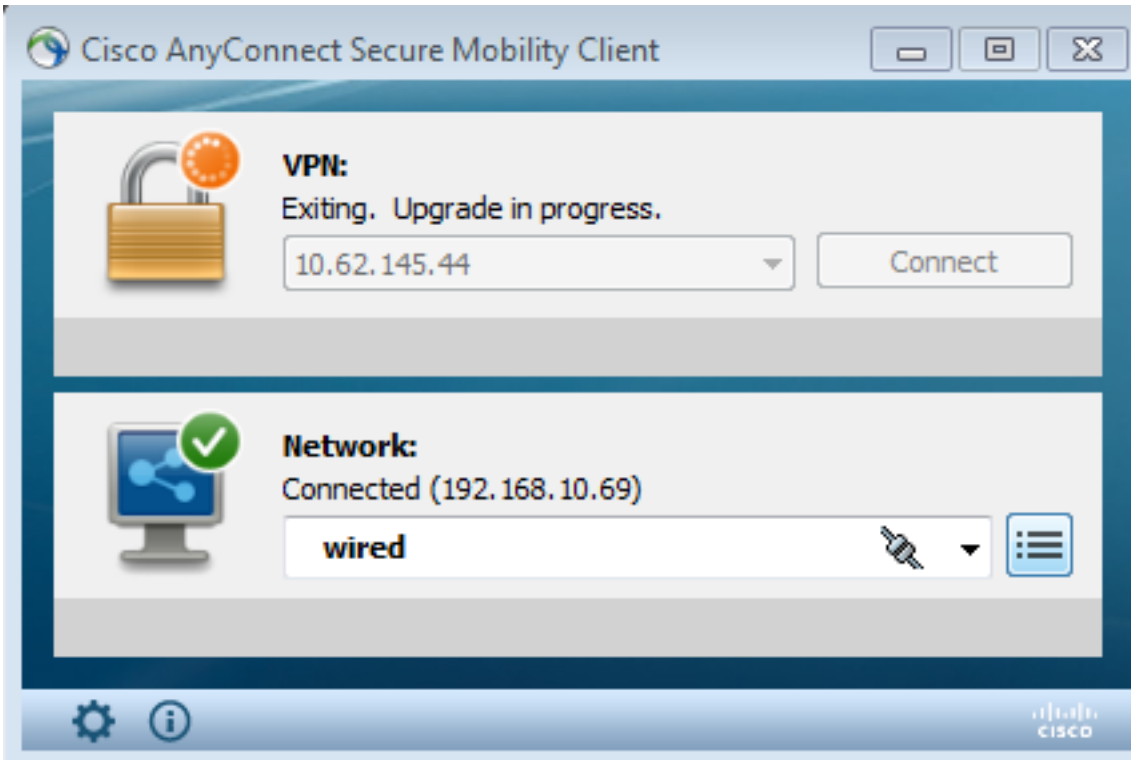 Cisco AnyConnect Secure Mobility Client
VPN:
Exiting. Upgrade in progress.
10.62.145.44
Connect
Network:
Connected (192.168.10.69)
wired
CISCO